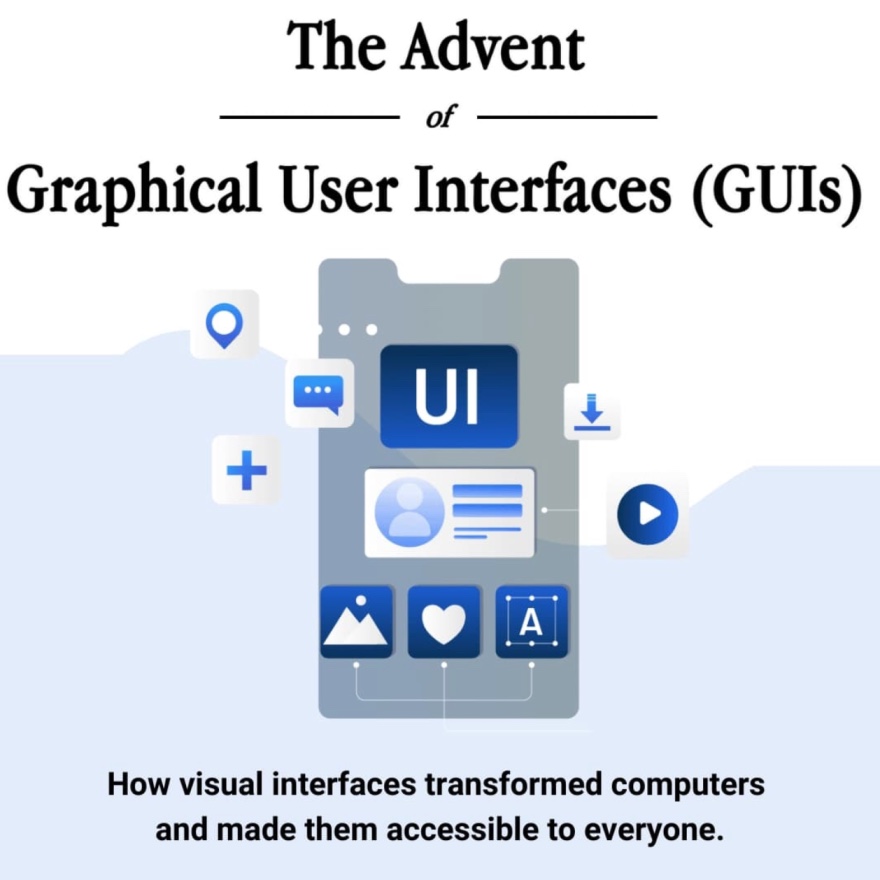 The Advent
of
Graphical User Interfaces (GUIs)
UI
A
How visual interfaces transformed computers
and made them accessible to everyone.